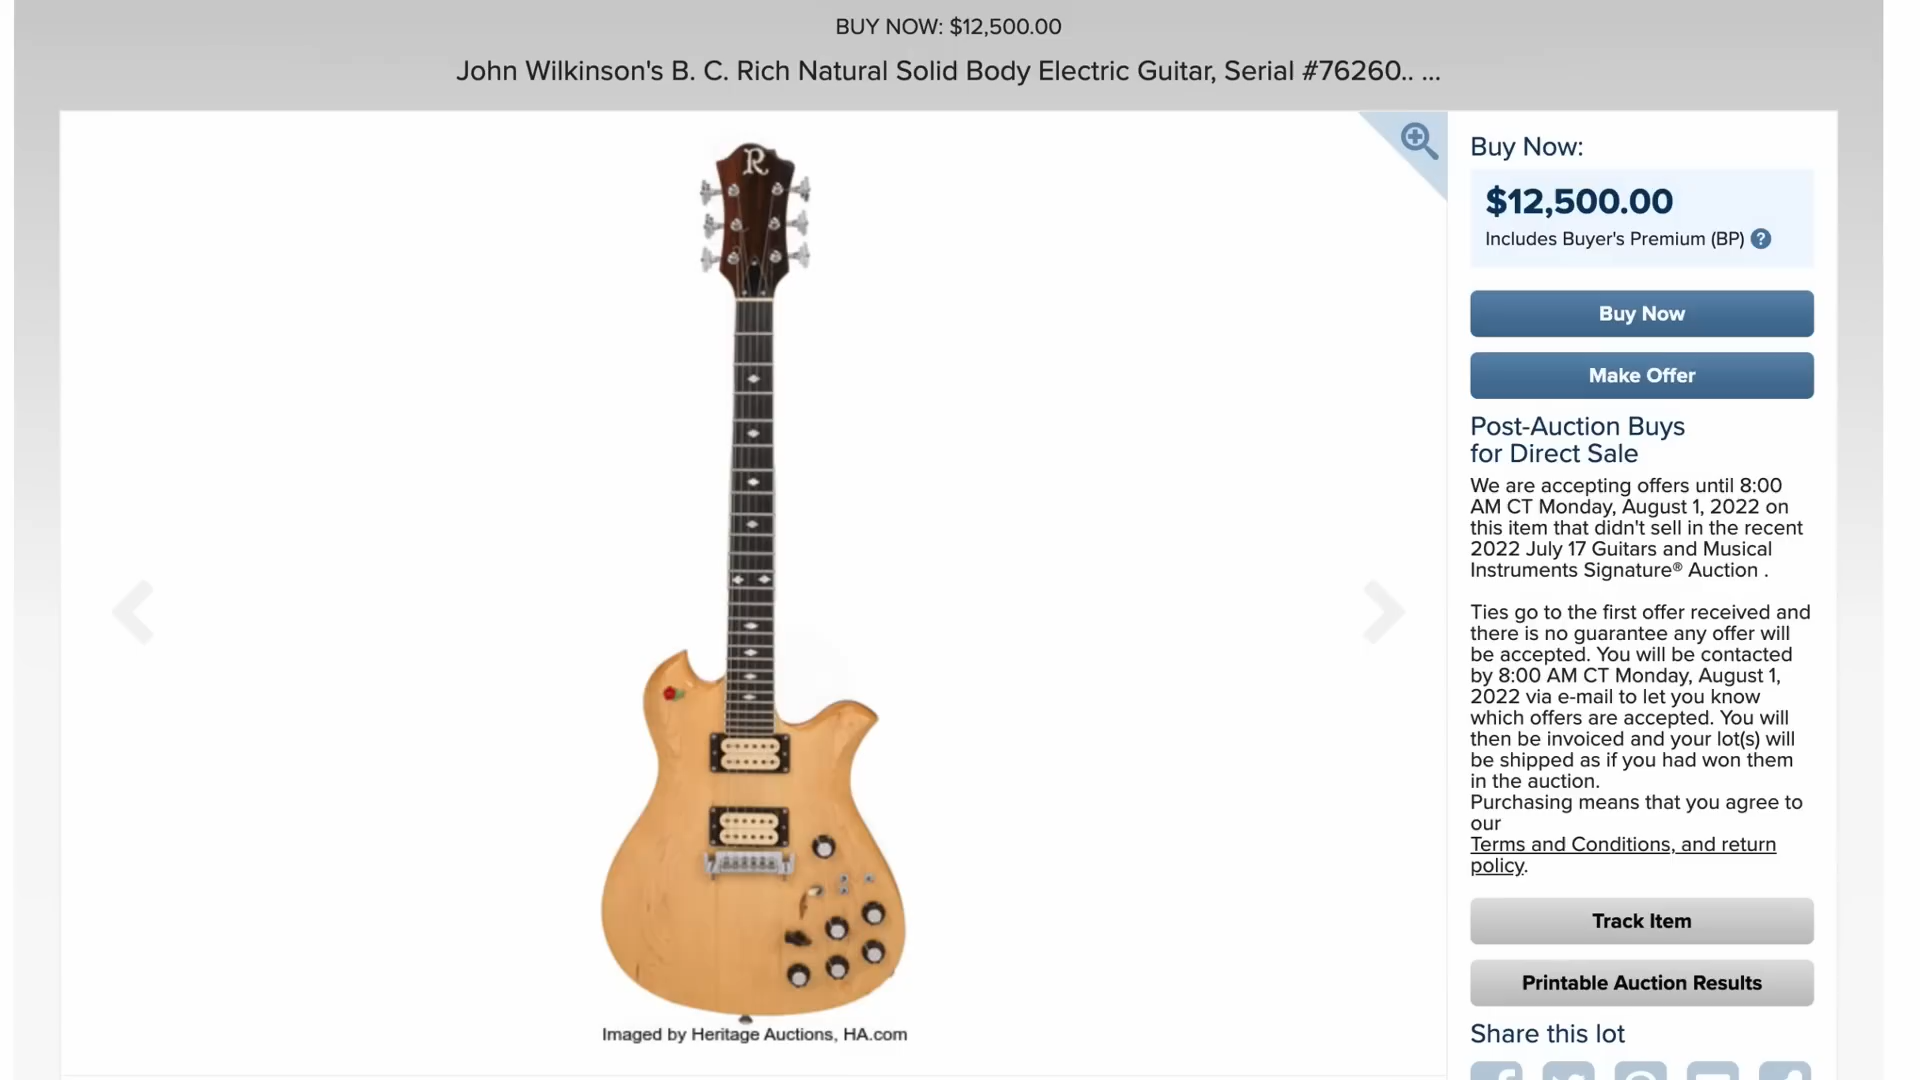 BUY NOW: $12,500.00
John Wilkinson's B. C. Rich Natural Solid Body Electric Guitar, Serial #76260.. ...
R
Imaged by Heritage Auctions, HA.com
Buy Now:
$12,500.00
Includes Buyer's Premium (BP) ?
Buy Now
Make Offer
Post-Auction Buys
for Direct Sale
We are accepting offers until 8:00
AM CT Monday, August 1, 2022 on
this item that didn't sell in the recent
2022 July 17 Guitars and Musical
Instruments Signature® Auction .
Ties go to the first offer received and
there is no guarantee any offer will
be accepted. You will be contacted
by 8:00 AM CT Monday, August 1,
2022 via e-mail to let you know
which offers are accepted. You will
then be invoiced and your lot(s) will
be shipped as if you had won them
in the auction.
Purchasing means that you agree to
our
Terms and Conditions, and return
policy.
Track Item
Printable Auction Results
Share this lot